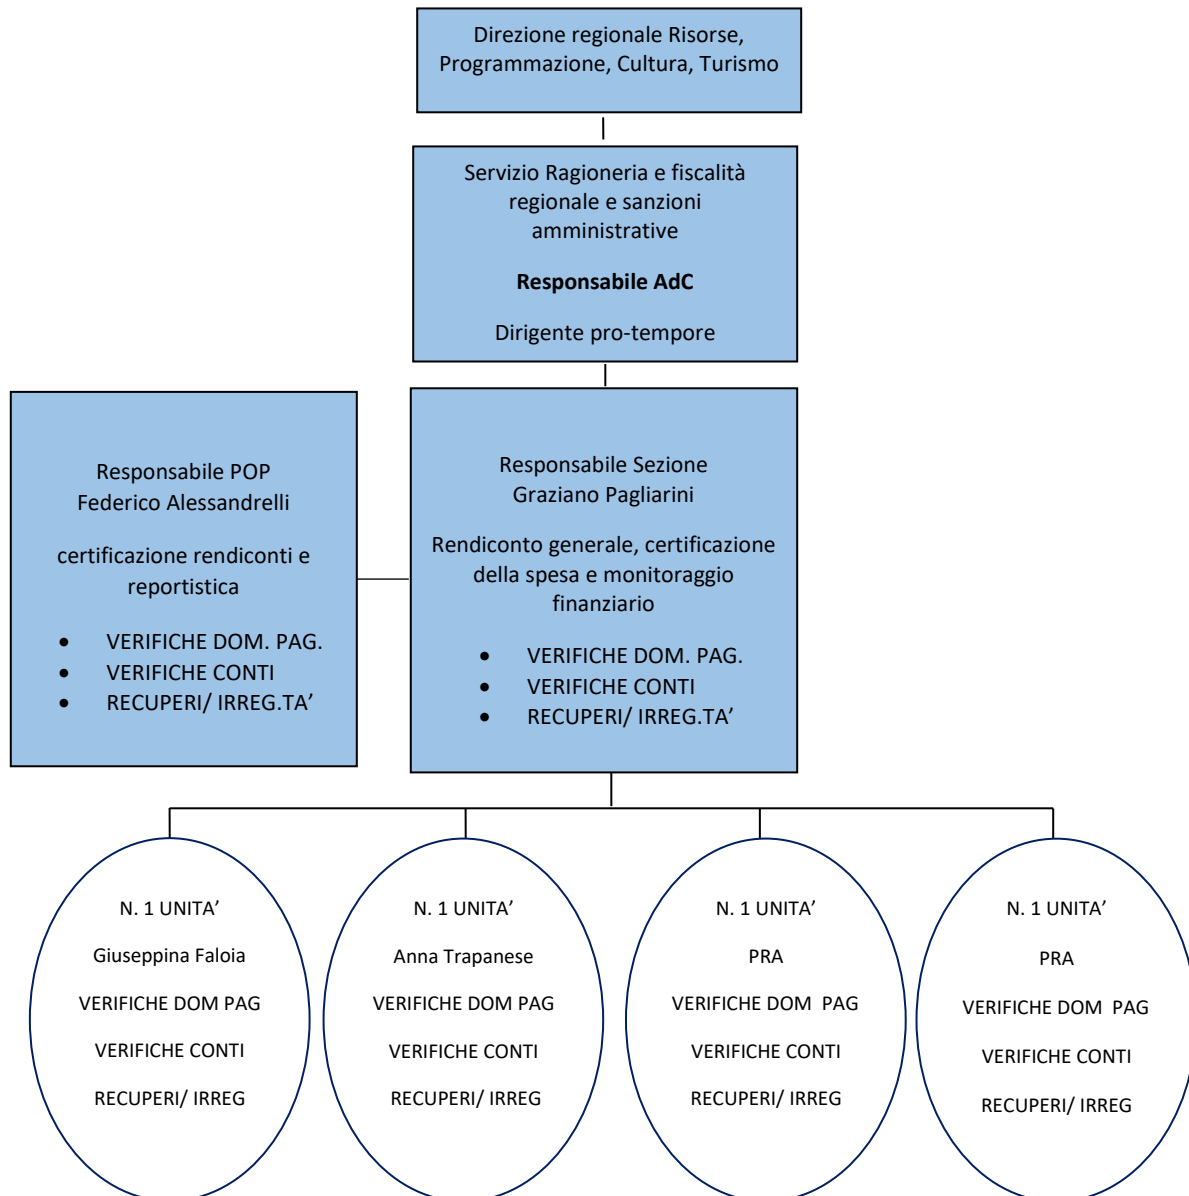 Direzione regionale Risorse,
Programmazione, Cultura, Turismo
Servizio Ragioneria e fiscalità
regionale e sanzioni
amministrative
Responsabile AdC
Dirigente pro-tempore
Responsabile POP
Federico Alessandrelli
certificazione rendiconti e
reportistica
• VERIFICHE DOM. PAG.
• VERIFICHE CONTI
• RECUPERI/ IRREG.TA’
Responsabile Sezione
Graziano Pagliarini
Rendiconto generale, certificazione
della spesa e monitoraggio
finanziario
• VERIFICHE DOM. PAG.
• VERIFICHE CONTI
• RECUPERI/ IRREG.TA’
N. 1 UNITA’
Giuseppina Faloia
VERIFICHE DOM PAG
VERIFICHE CONTI
RECUPERI/ IRREG
N. 1 UNITA’
Anna Trapanese
VERIFICHE DOM PAG
VERIFICHE CONTI
RECUPERI/ IRREG
N. 1 UNITA’
PRA
VERIFICHE DOM  PAG
VERIFICHE CONTI
RECUPERI/ IRREG
N. 1 UNITA’
PRA
VERIFICHE DOM  PAG
VERIFICHE CONTI
RECUPERI/ IRREG